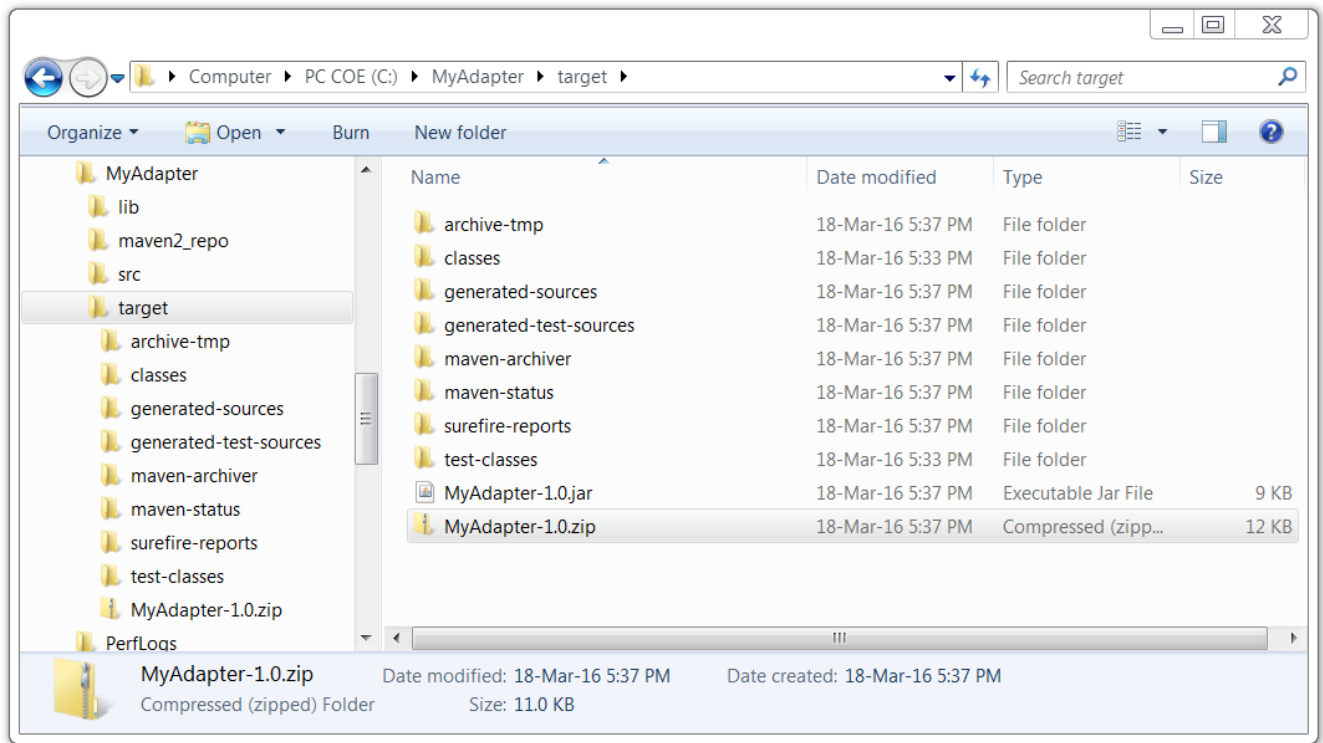 Computer PC COE (C:) MyAdapter target Search target
Organize Open Burn New folder
MyAdapter
lib
maven2_repo
src
target
archive-tmp
classes
generated-sources
generated-test-sources
maven-archiver
maven-status
surefire-reports
test-classes
MyAdapter-1.0.zip
PerfLogs
Name Date modified Type Size
archive-tmp 18-Mar-16 5:37 PM File folder
classes 18-Mar-16 5:33 PM File folder
generated-sources 18-Mar-16 5:37 PM File folder
generated-test-sources 18-Mar-16 5:37 PM File folder
maven-archiver 18-Mar-16 5:37 PM File folder
maven-status 18-Mar-16 5:37 PM File folder
surefire-reports 18-Mar-16 5:37 PM File folder
test-classes 18-Mar-16 5:33 PM File folder
MyAdapter-1.0.jar 18-Mar-16 5:37 PM Executable Jar File 9 KB
MyAdapter-1.0.zip 18-Mar-16 5:37 PM Compressed (zipp... 12 KB
MyAdapter-1.0.zip Date modified: 18-Mar-16 5:37 PM Date created: 18-Mar-16 5:37 PM
Compressed (zipped) Folder Size: 11.0 KB